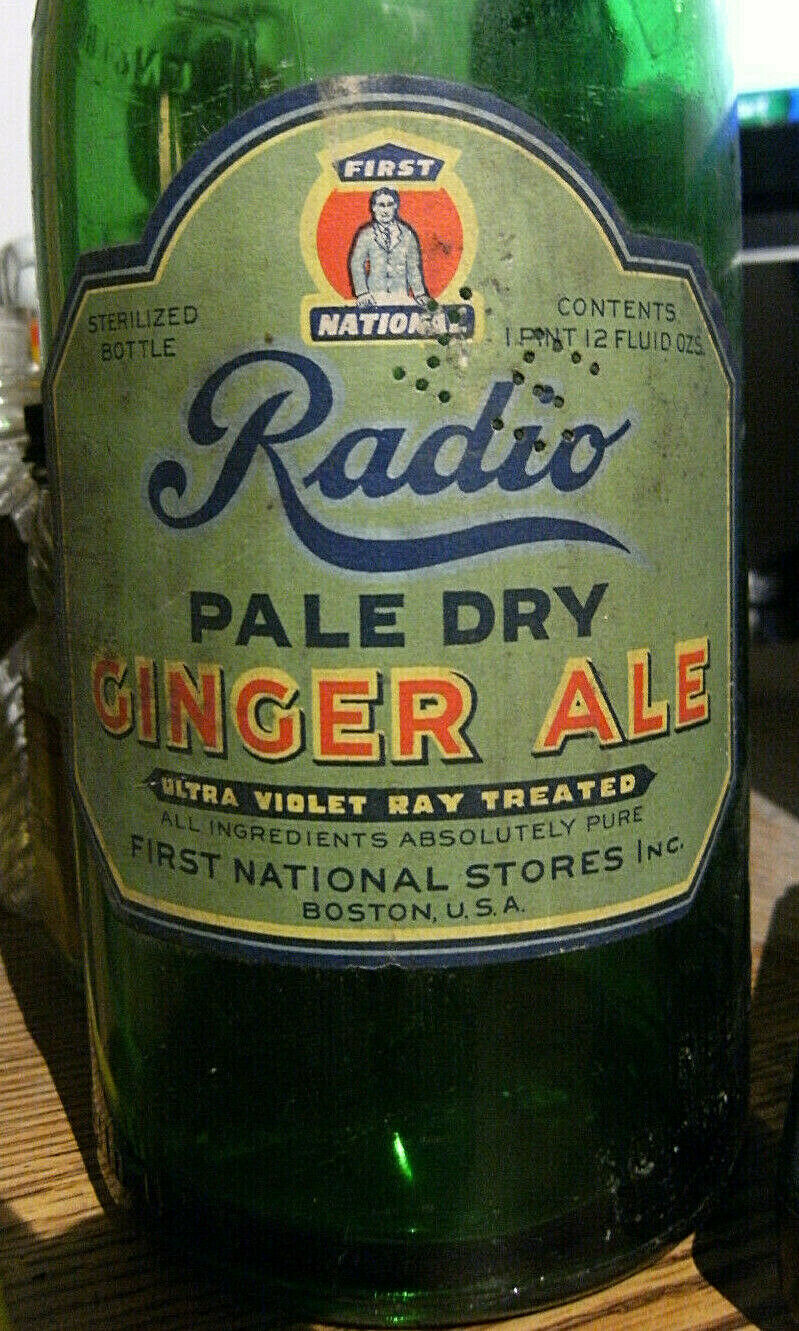 FIRST
NATIONAL
STERILIZED
BOTTLE
CONTENTS
1 PINT 12 FLUID OZS.
Radio
PALE DRY
GINGER ALE
ULTRA VIOLET RAY TREATED
ALL INGREDIENTS ABSOLUTELY PURE
FIRST NATIONAL STORES INC.
BOSTON, U.S.A.